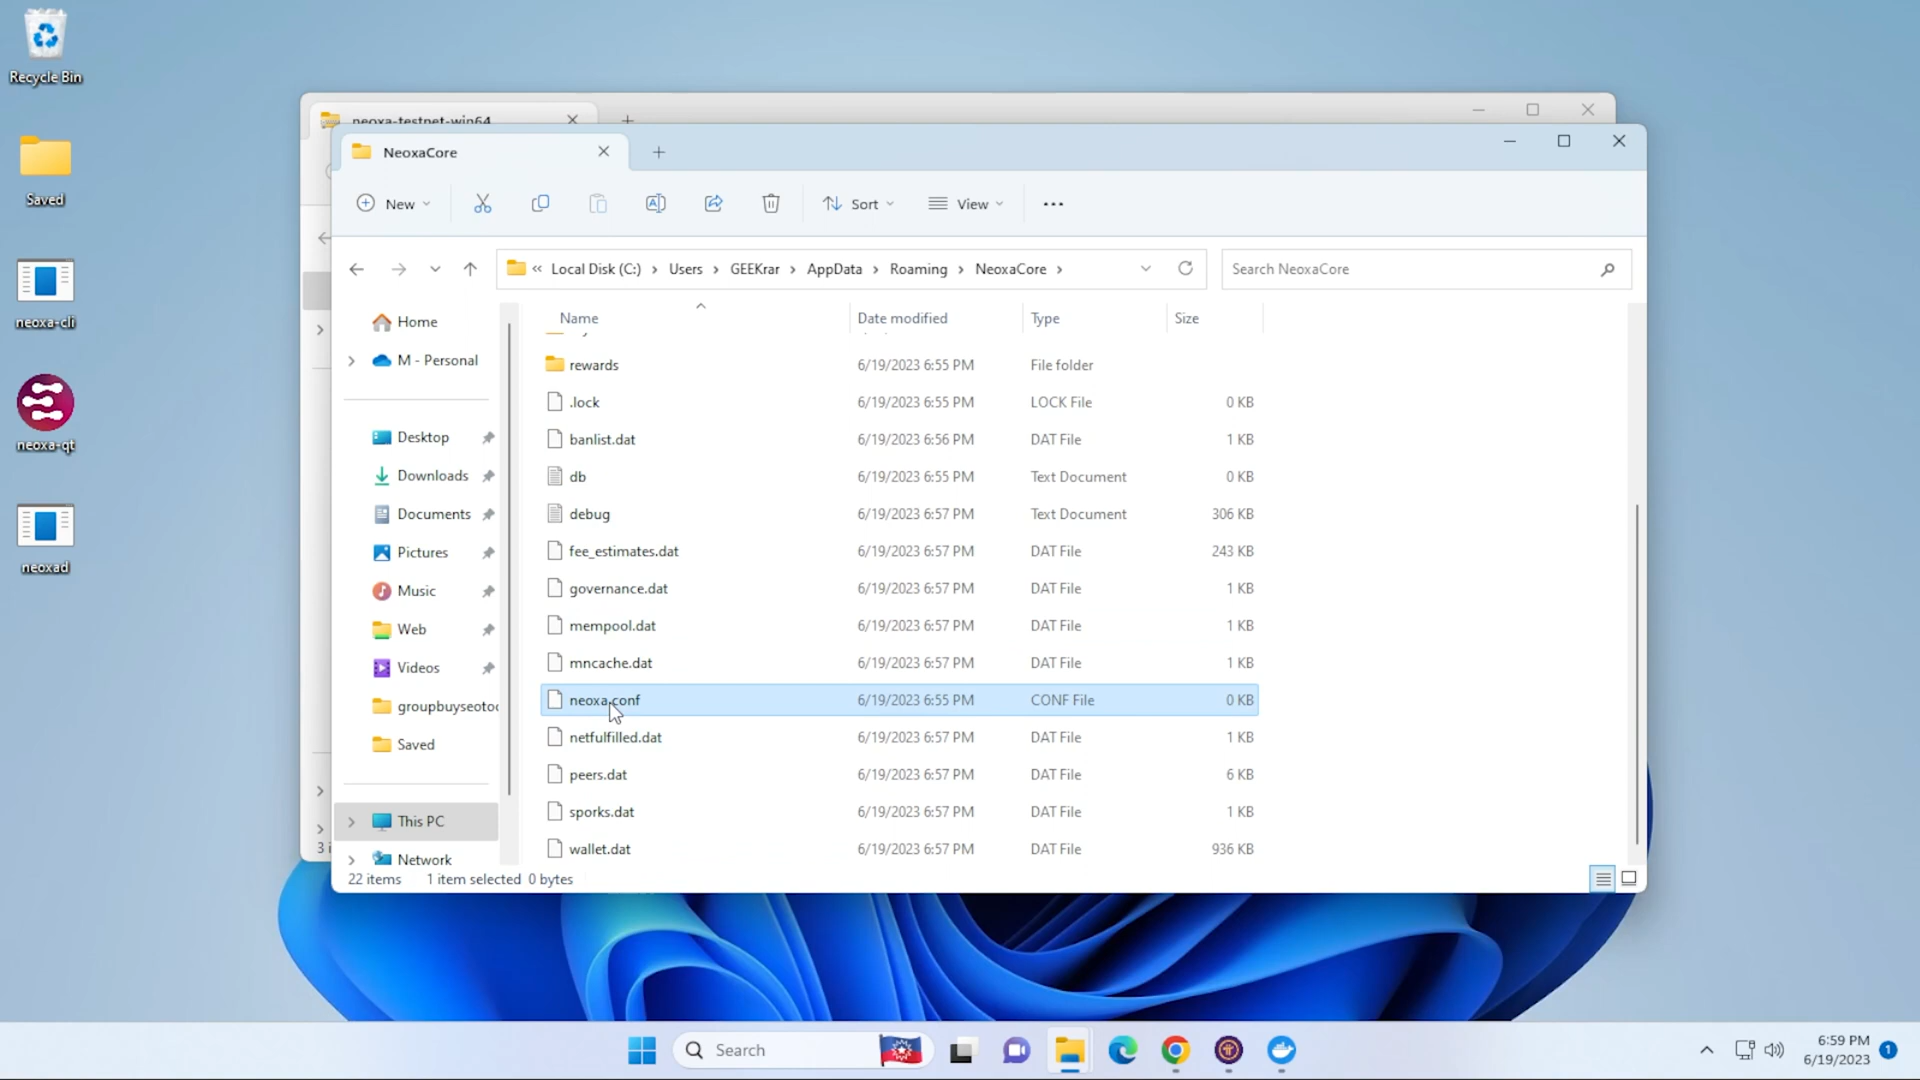 Recycle Bin
Saved
neoxa-cli
neoxa-qt
neoxad
neoxa-testnet-win64
NeoxaCore
New
Sort
View
Local Disk (C:) › Users › GEEKrar › AppData › Roaming › NeoxaCore ›
Search NeoxaCore
Home
M - Personal
Desktop
Downloads
Documents
Pictures
Music
Web
Videos
groupbuyseotoo
Saved
This PC
Network
Name Date modified Type Size
rewards 6/19/2023 6:55 PM File folder
.lock 6/19/2023 6:55 PM LOCK File 0 KB
banlist.dat 6/19/2023 6:56 PM DAT File 1 KB
db 6/19/2023 6:55 PM Text Document 0 KB
debug 6/19/2023 6:57 PM Text Document 306 KB
fee_estimates.dat 6/19/2023 6:57 PM DAT File 243 KB
governance.dat 6/19/2023 6:57 PM DAT File 1 KB
mempool.dat 6/19/2023 6:57 PM DAT File 1 KB
mncache.dat 6/19/2023 6:57 PM DAT File 1 KB
neoxa.conf 6/19/2023 6:55 PM CONF File 0 KB
netfulfilled.dat 6/19/2023 6:57 PM DAT File 1 KB
peers.dat 6/19/2023 6:57 PM DAT File 6 KB
sporks.dat 6/19/2023 6:57 PM DAT File 1 KB
wallet.dat 6/19/2023 6:57 PM DAT File 936 KB
3 i
22 items 1 item selected 0 bytes
Search
6:59 PM
6/19/2023
1